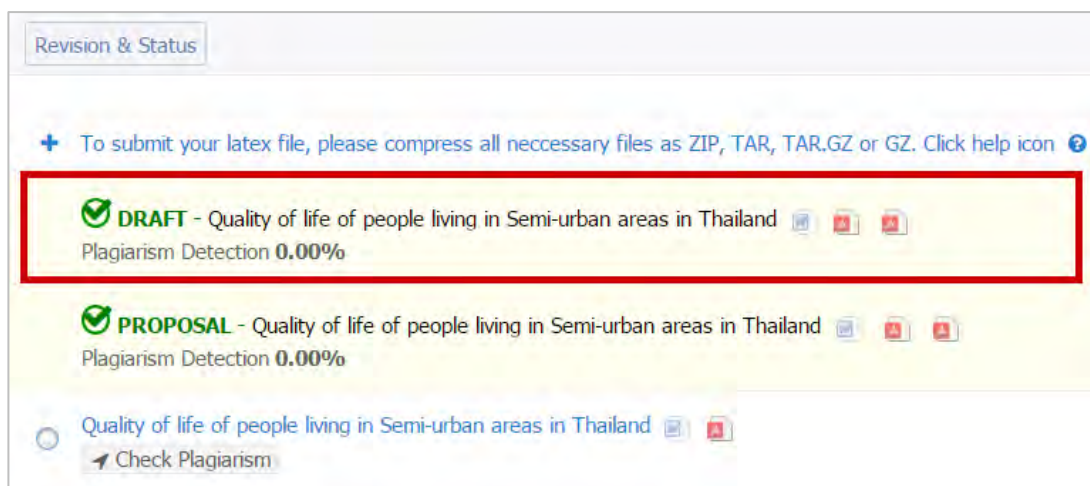 Revision & Status
To submit your latex file, please compress all neccessary files as ZIP, TAR, TAR.GZ or GZ. Click help icon
DRAFT - Quality of life of people living in Semi-urban areas in Thailand
Plagiarism Detection 0.00%
PROPOSAL - Quality of life of people living in Semi-urban areas in Thailand
Plagiarism Detection 0.00%
Quality of life of people living in Semi-urban areas in Thailand
Check Plagiarism